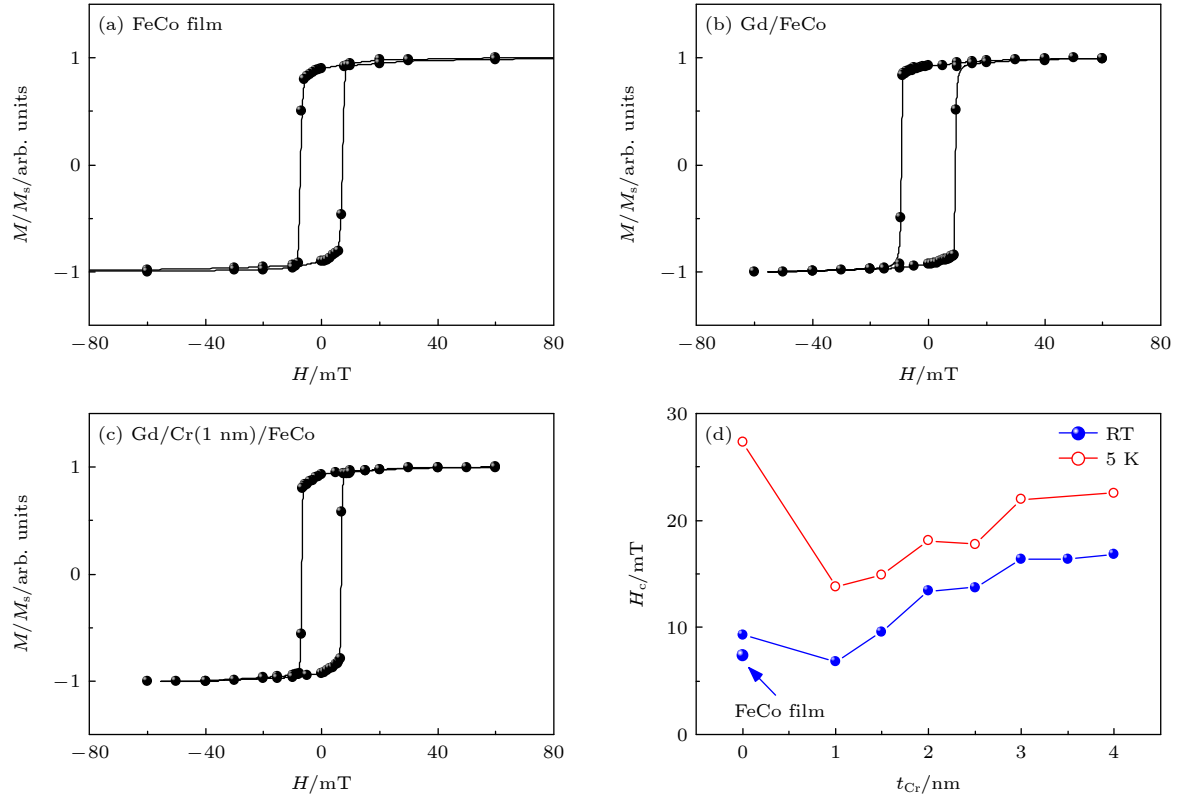 (a) FeCo film
1
0
−1
M/Ms/arb. units
−80
−40
0
40
80
H/mT
(b) Gd/FeCo
1
0
−1
M/Ms/arb. units
−80
−40
0
40
80
H/mT
(c) Gd/Cr(1 nm)/FeCo
1
0
−1
M/Ms/arb. units
−80
−40
0
40
80
H/mT
(d)
RT
5 K
30
20
10
0
Hc/mT
FeCo film
0
1
2
3
4
tCr/nm